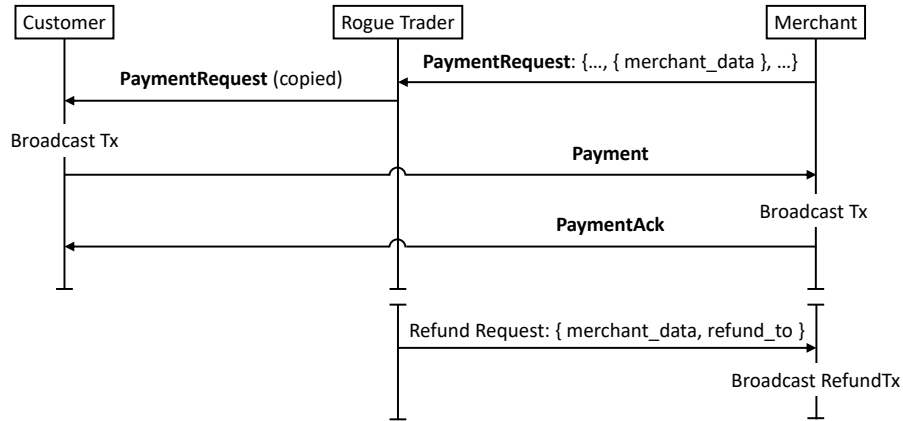 Customer
Rogue Trader
Merchant
PaymentRequest: {…, { merchant_data }, …}
PaymentRequest (copied)
Broadcast Tx
Payment
Broadcast Tx
PaymentAck
Refund Request: { merchant_data, refund_to }
Broadcast RefundTx